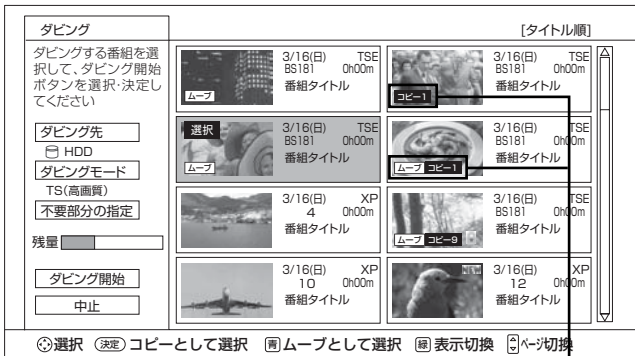 ダビング
[タイトル順]
ダビングする番組を選
択して、ダビング開始
ボタンを選択・決定し
てください
ダビング先
HDD
ダビングモード
TS(高画質)
不要部分の指定
残量
ダビング開始
中止
ムーブ
3/16(日) TSE
BS181 0h00m
番組タイトル
コピー1
3/16(日) TSE
BS181 0h00m
番組タイトル
選択
ムーブ
3/16(日) TSE
BS181 0h00m
番組タイトル
ムーブ コピー1
3/16(日) TSE
BS181 0h00m
番組タイトル
3/16(日) XP
4 0h00m
番組タイトル
ムーブ コピー9
3/16(日) TSE
BS181 0h00m
番組タイトル
3/16(日) XP
10 0h00m
番組タイトル
NEW
3/16(日) XP
12 0h00m
番組タイトル
選択 決定 コピーとして選択 青 ムーブとして選択 緑 表示切換 ページ切換